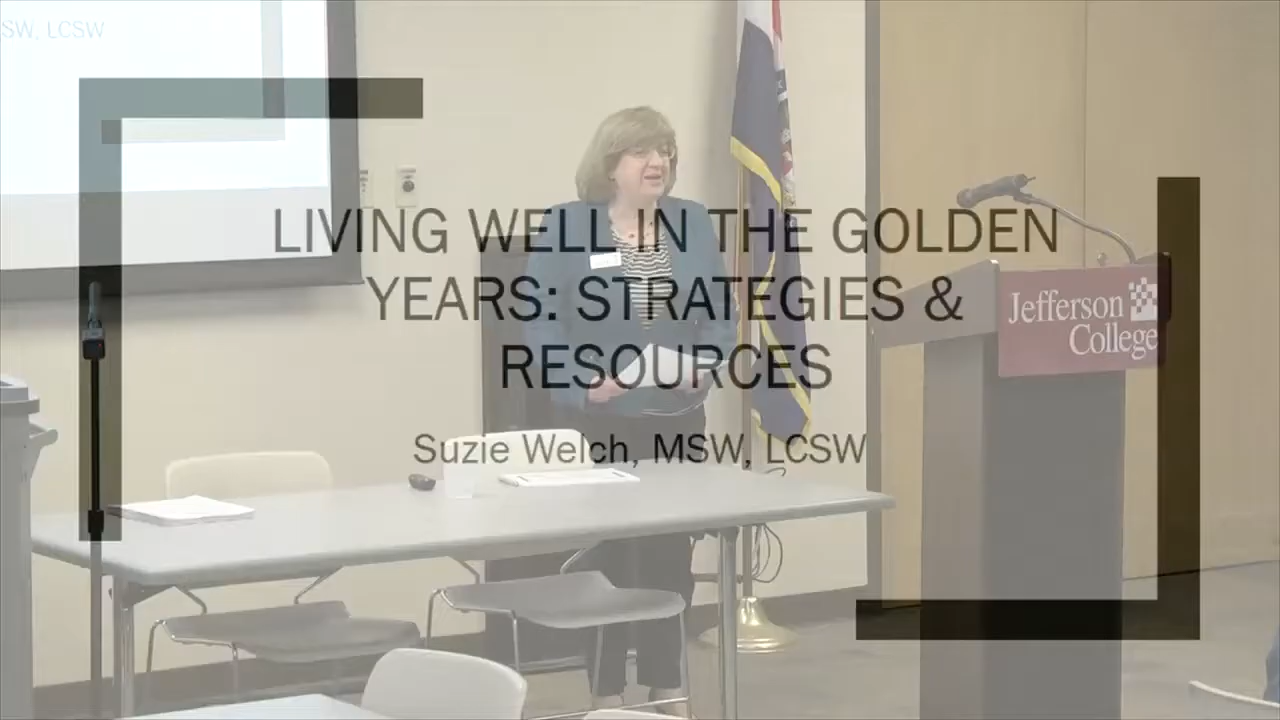 SW, LCSW
LIVING WELL IN THE GOLDEN
YEARS: STRATEGIES &
RESOURCES
Suzie Welch, MSW, LCSW
Jefferson
College